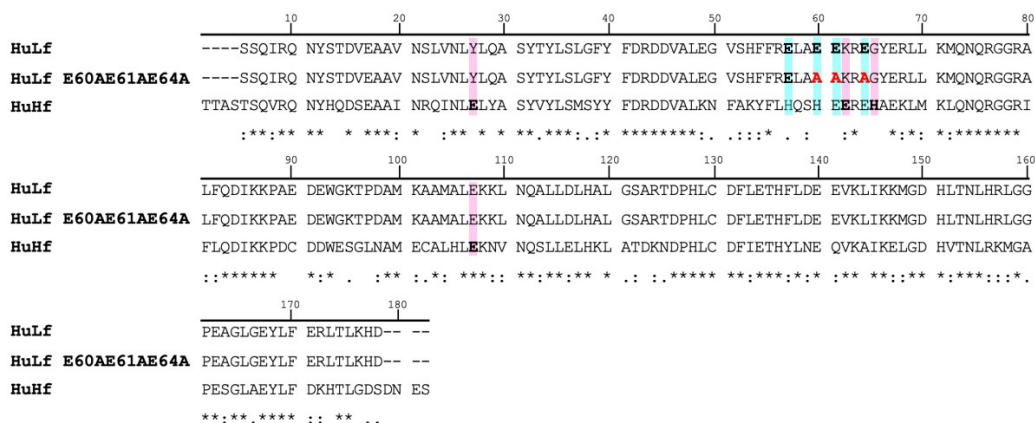 10 20 30 40 50 60 70 80
HuLf ----SSQIRQ NYSTDVEAAV NSLVNLYLQA SYTYLSLGFY FDRDDVALEG VSHFFRELAE EKREGYERLL KMQNQRGGRA
HuLf E60AE61AE64A ----SSQIRQ NYSTDVEAAV NSLVNLYLQA SYTYLSLGFY FDRDDVALEG VSHFFRELAA AKRAGYERLL KMQNQRGGRA
HuHf TTASTSQVRQ NYHQDSEAAI NRQINLELYA SYVYLSMSYY FDRDDVALKN FAKYFLHQSH EEREHAEKLM KLQNQRGGRI
:**:** ** *.***: * :** * * **.***:.:* ********:. .::.:* : :* *:*: *:*******
90 100 110 120 130 140 150 160
HuLf LFQDIKKPAE DEWGKTPDAM KAAMALEKKL NQALLDLHAL GSARTDPHLC DFLETHFLDE EVKLIKKMGD HLTNLHRLGG
HuLf E60AE61AE64A LFQDIKKPAE DEWGKTPDAM KAAMALEKKL NQALLDLHAL GSARTDPHLC DFLETHFLDE EVKLIKKMGD HLTNLHRLGG
HuHf FLQDIKKPDC DDWESGLNAM ECALHLEKNV NQSLLELHKL ATDKNDPHLC DFIETHYLNE QVKAIKELGD HVTNLRKMGA
::****** *:* . :** :.*: ***:: **:**:** * .: :.***** **:***:*:* :** **::** *:***::*.
170 180
HuLf PEAGLGEYLF ERLTLKHD-- --
HuLf E60AE61AE64A PEAGLGEYLF ERLTLKHD-- --
HuHf PESGLAEYLF DKHTLGDSDN ES
**:**.**** :: ** ..